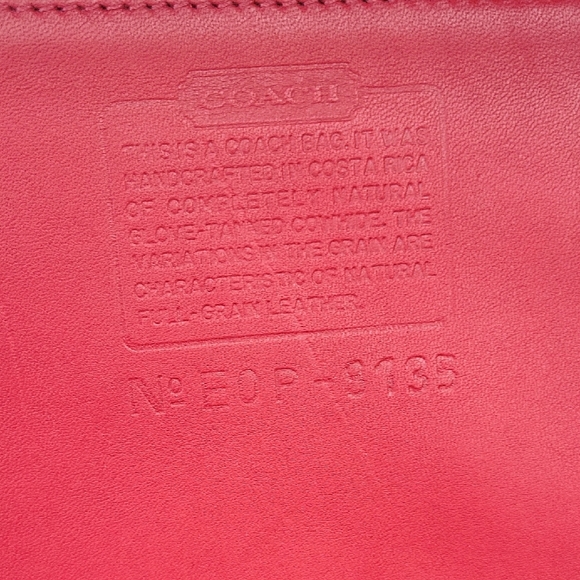 COACH
THIS IS A COACH BAG. IT WAS
HANDCRAFTED IN COSTA RICA
OF COMPLETELY NATURAL
GLOVE-TANNED COWHIDE. THE
VARIATIONS IN THE GRAIN ARE
CHARACTERISTIC OF NATURAL
FULL-GRAIN LEATHER.
Nº E0P-9735